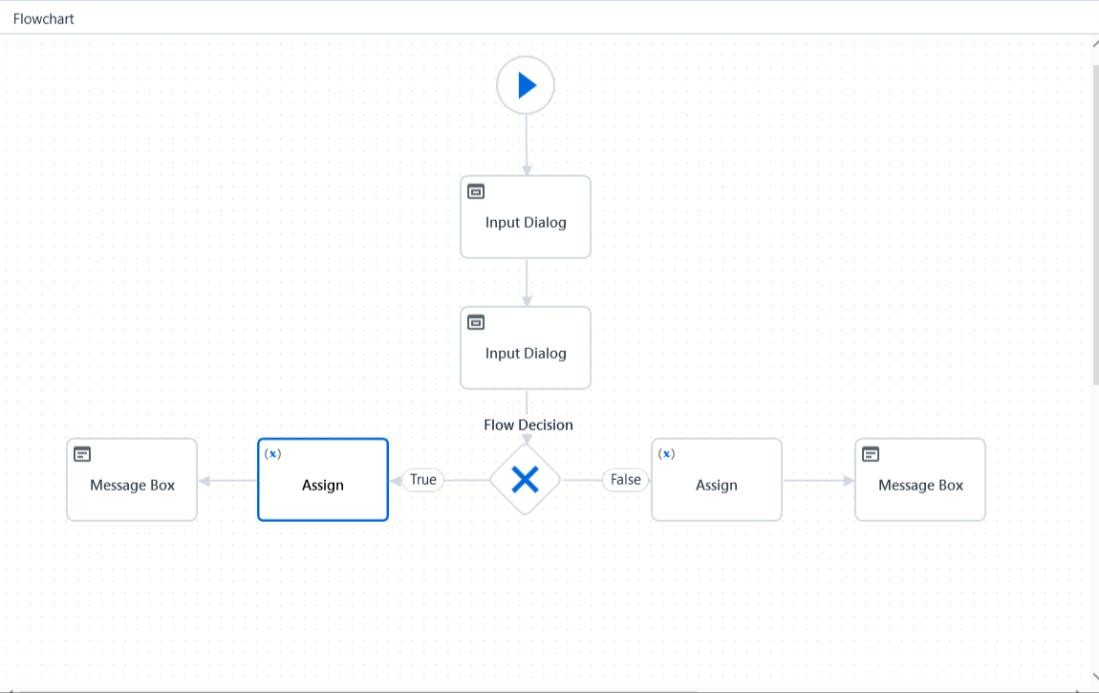 Flowchart
Input Dialog
Input Dialog
Flow Decision
Message Box
(x)
Assign
True
False
(x)
Assign
Message Box